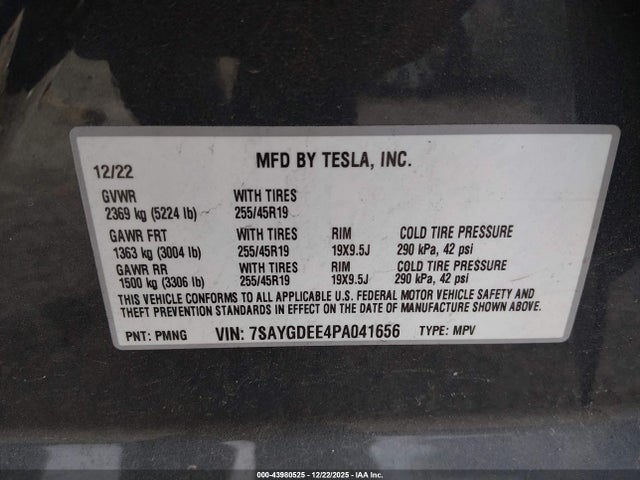 12/22 MFD BY TESLA, INC.
GVWR WITH TIRES
2369 kg (5224 lb) 255/45R19
GAWR FRT WITH TIRES RIM COLD TIRE PRESSURE
1363 kg (3004 lb) 255/45R19 19X9.5J 290 kPa, 42 psi
GAWR RR WITH TIRES RIM COLD TIRE PRESSURE
1500 kg (3306 lb) 255/45R19 19X9.5J 290 kPa, 42 psi
THIS VEHICLE CONFORMS TO ALL APPLICABLE U.S. FEDERAL MOTOR VEHICLE SAFETY AND
THEFT PREVENTION STANDARDS IN EFFECT ON THE DATE OF MANUFACTURE SHOWN ABOVE.
PNT: PMNG VIN: 7SAYGDEE4PA041656 TYPE: MPV
000-43980525 - 12/22/2025 - © IAA Inc.